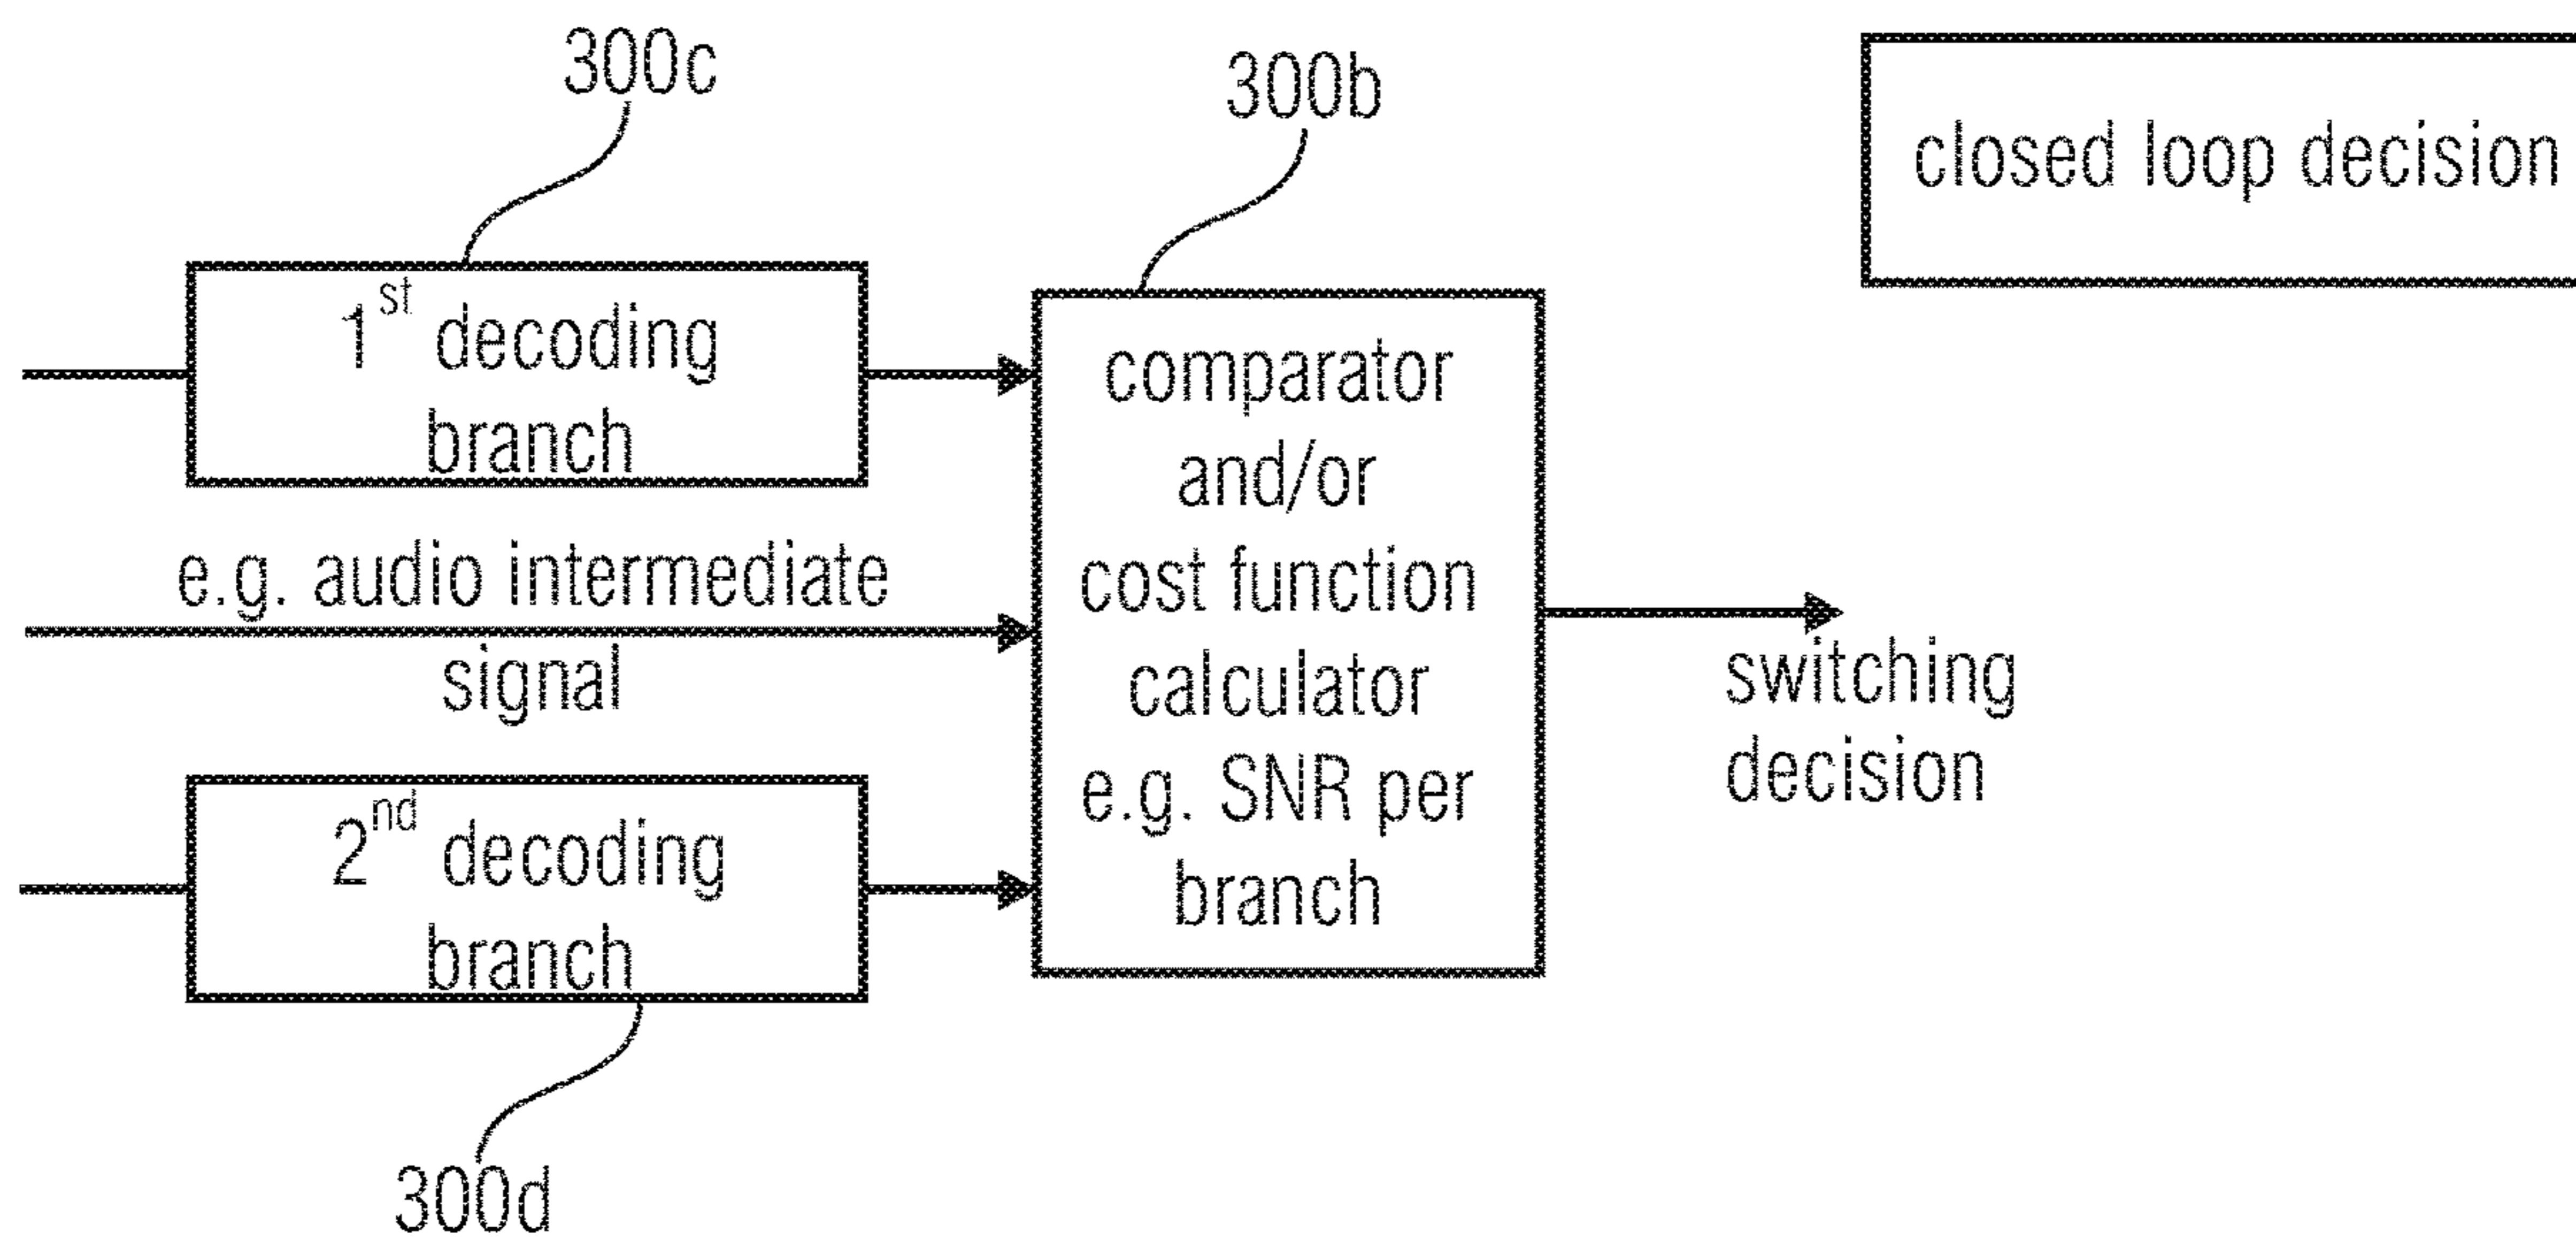 300c
300b
closed loop decision
1st decoding
branch
comparator
and/or
cost function
calculator
e.g. SNR per
branch
e.g. audio intermediate
signal
switching
decision
2nd decoding
branch
300d